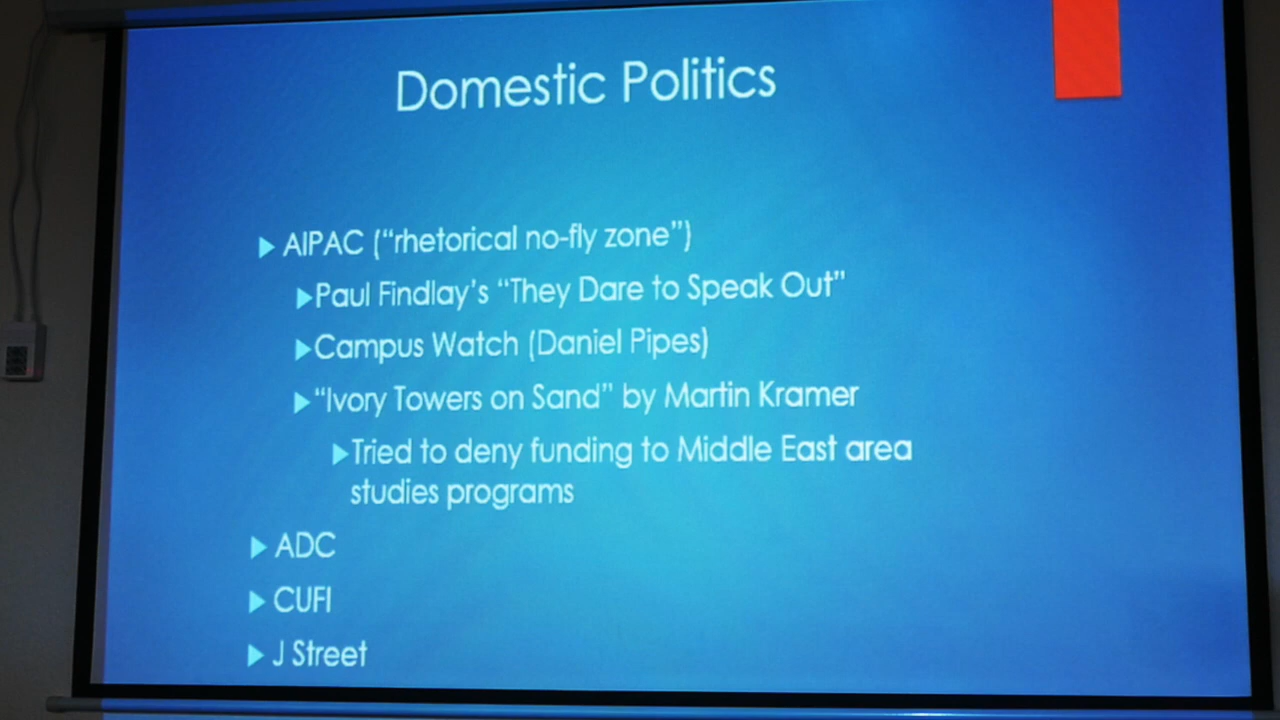 Domestic Politics
AIPAC (“rhetorical no-fly zone”)
Paul Findlay’s “They Dare to Speak Out”
Campus Watch (Daniel Pipes)
“Ivory Towers on Sand” by Martin Kramer
Tried to deny funding to Middle East area
studies programs
ADC
CUFI
J Street